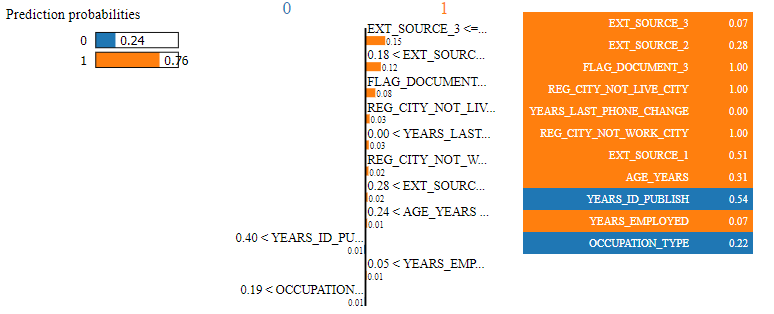 Prediction probabilities
0 0.24
1 0.76
0 1
EXT_SOURCE_3 <=...
0.15
0.18 < EXT_SOURC...
0.12
FLAG_DOCUMENT...
0.08
REG_CITY_NOT_LIV...
0.03
0.00 < YEARS_LAST...
0.03
REG_CITY_NOT_W...
0.02
0.28 < EXT_SOURC...
0.02
0.24 < AGE_YEARS ...
0.01
0.40 < YEARS_ID_PU...
0.01
0.05 < YEARS_EMP...
0.01
0.19 < OCCUPATION...
0.01
EXT_SOURCE_3 0.07
EXT_SOURCE_2 0.28
FLAG_DOCUMENT_3 1.00
REG_CITY_NOT_LIVE_CITY 1.00
YEARS_LAST_PHONE_CHANGE 0.00
REG_CITY_NOT_WORK_CITY 1.00
EXT_SOURCE_1 0.51
AGE_YEARS 0.31
YEARS_ID_PUBLISH 0.54
YEARS_EMPLOYED 0.07
OCCUPATION_TYPE 0.22